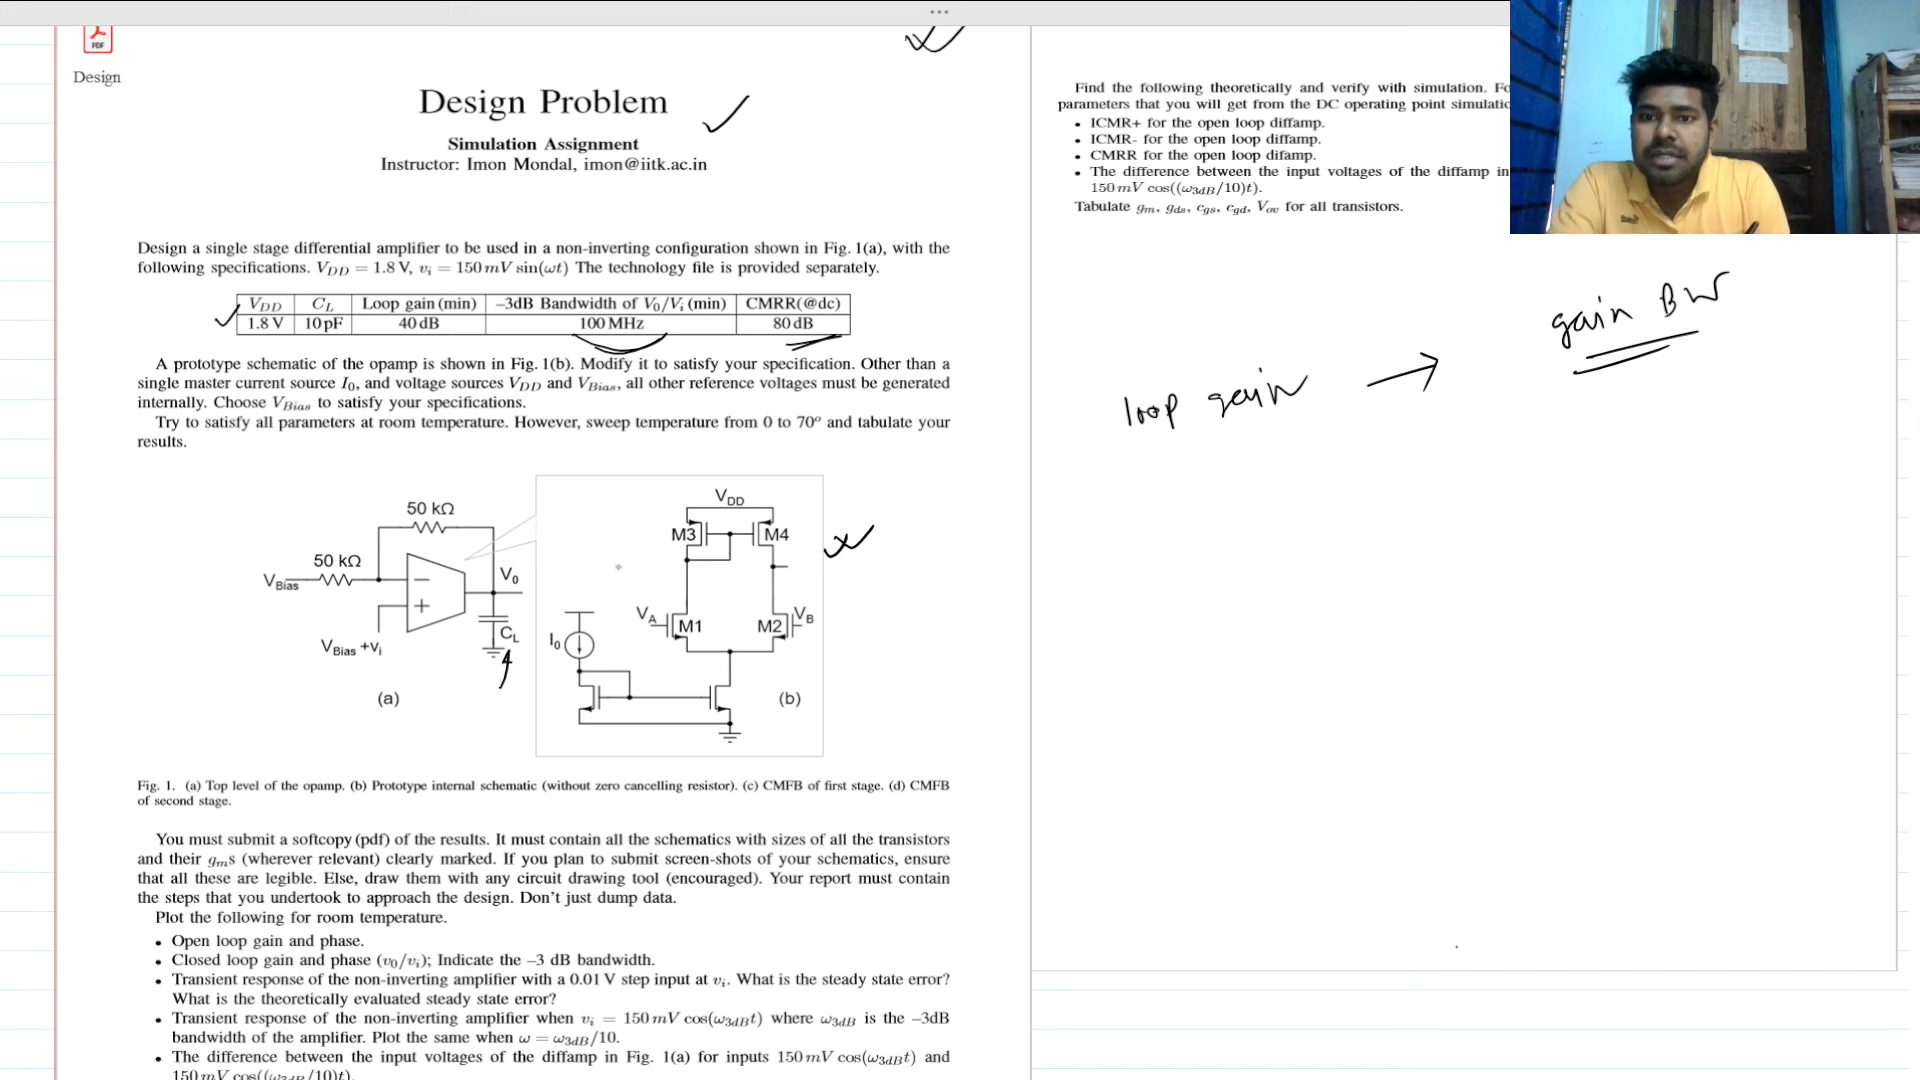 PDF
Design
Design Problem
Simulation Assignment
Instructor: Imon Mondal, imon@iitk.ac.in
Design a single stage differential amplifier to be used in a non-inverting configuration shown in Fig. 1(a), with the
following specifications. V_DD = 1.8 V, v_i = 150 mV sin(ωt) The technology file is provided separately.
V_DD C_L Loop gain (min) −3dB Bandwidth of V_0/V_i (min) CMRR(@dc)
1.8 V 10 pF 40 dB 100 MHz 80 dB
A prototype schematic of the opamp is shown in Fig. 1(b). Modify it to satisfy your specification. Other than a
single master current source I_0, and voltage sources V_DD and V_Bias, all other reference voltages must be generated
internally. Choose V_Bias to satisfy your specifications.
Try to satisfy all parameters at room temperature. However, sweep temperature from 0 to 70° and tabulate your
results.
50 kΩ
50 kΩ
V_Bias
−
+
V_0
C_L
V_Bias +V_i
(a)
V_DD
M3
M4
V_A
M1
M2
V_B
I_0
(b)
Fig. 1. (a) Top level of the opamp. (b) Prototype internal schematic (without zero cancelling resistor). (c) CMFB of first stage. (d) CMFB
of second stage.
You must submit a softcopy (pdf) of the results. It must contain all the schematics with sizes of all the transistors
and their g_m s (wherever relevant) clearly marked. If you plan to submit screen-shots of your schematics, ensure
that all these are legible. Else, draw them with any circuit drawing tool (encouraged). Your report must contain
the steps that you undertook to approach the design. Don't just dump data.
Plot the following for room temperature.
• Open loop gain and phase.
• Closed loop gain and phase (v_0/v_i); Indicate the −3 dB bandwidth.
• Transient response of the non-inverting amplifier with a 0.01 V step input at v_i. What is the steady state error?
What is the theoretically evaluated steady state error?
• Transient response of the non-inverting amplifier when v_i = 150 mV cos(ω_3dB t) where ω_3dB is the −3dB
bandwidth of the amplifier. Plot the same when ω = ω_3dB/10.
• The difference between the input voltages of the diffamp in Fig. 1(a) for inputs 150 mV cos(ω_3dB t) and
150 mV cos((ω_3dB/10)t).
Find the following theoretically and verify with simulation.
parameters that you will get from the DC operating point
• ICMR+ for the open loop diffamp.
• ICMR- for the open loop diffamp.
• CMRR for the open loop difamp.
• The difference between the input voltages of the diffamp in
150 mV cos((ω_3dB/10)t).
Tabulate g_m, g_ds, c_gs, c_gd, V_ov for all transistors.
gain BW
loop gain →